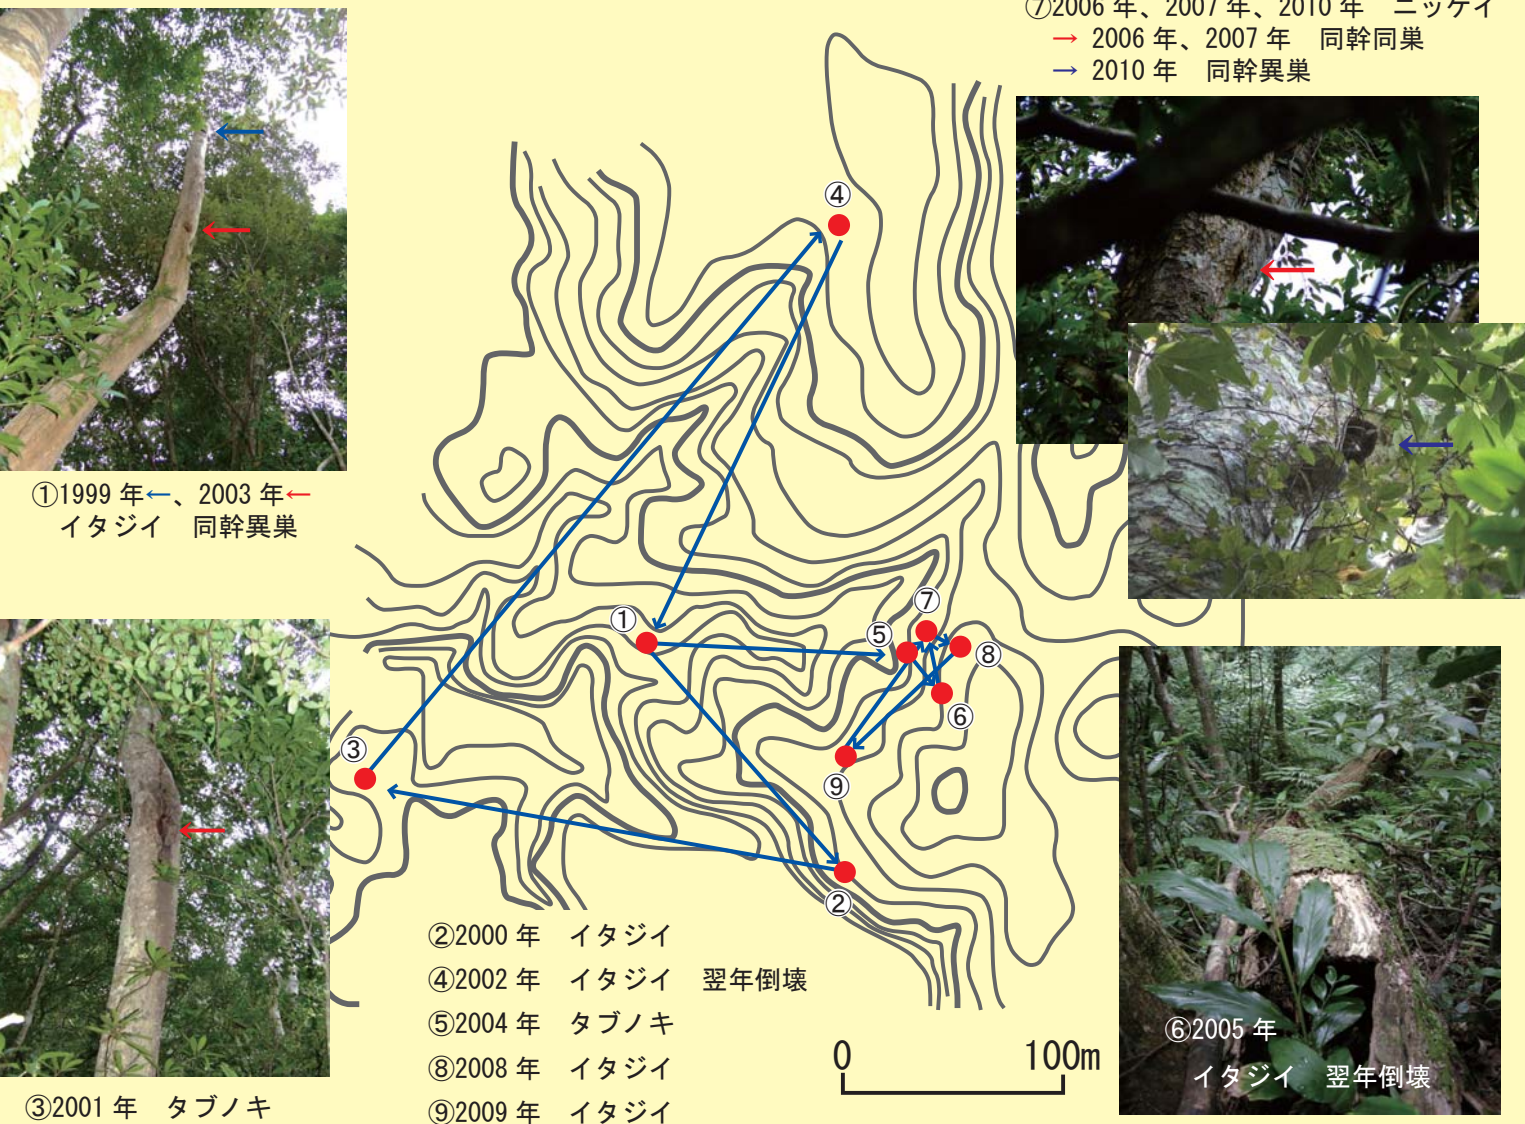 ⑦2006 年、2007 年、2010 年　ニッケイ
→ 2006 年、2007 年　同幹同巣
→ 2010 年　同幹異巣
①1999 年←、2003 年←
イタジイ　同幹異巣
④
①
⑦
⑤
⑧
⑥
③
⑨
②
②2000 年　イタジイ
④2002 年　イタジイ　翌年倒壊
⑤2004 年　タブノキ
⑧2008 年　イタジイ
⑨2009 年　イタジイ
0　100m
⑥2005 年
イタジイ　翌年倒壊
③2001 年　タブノキ